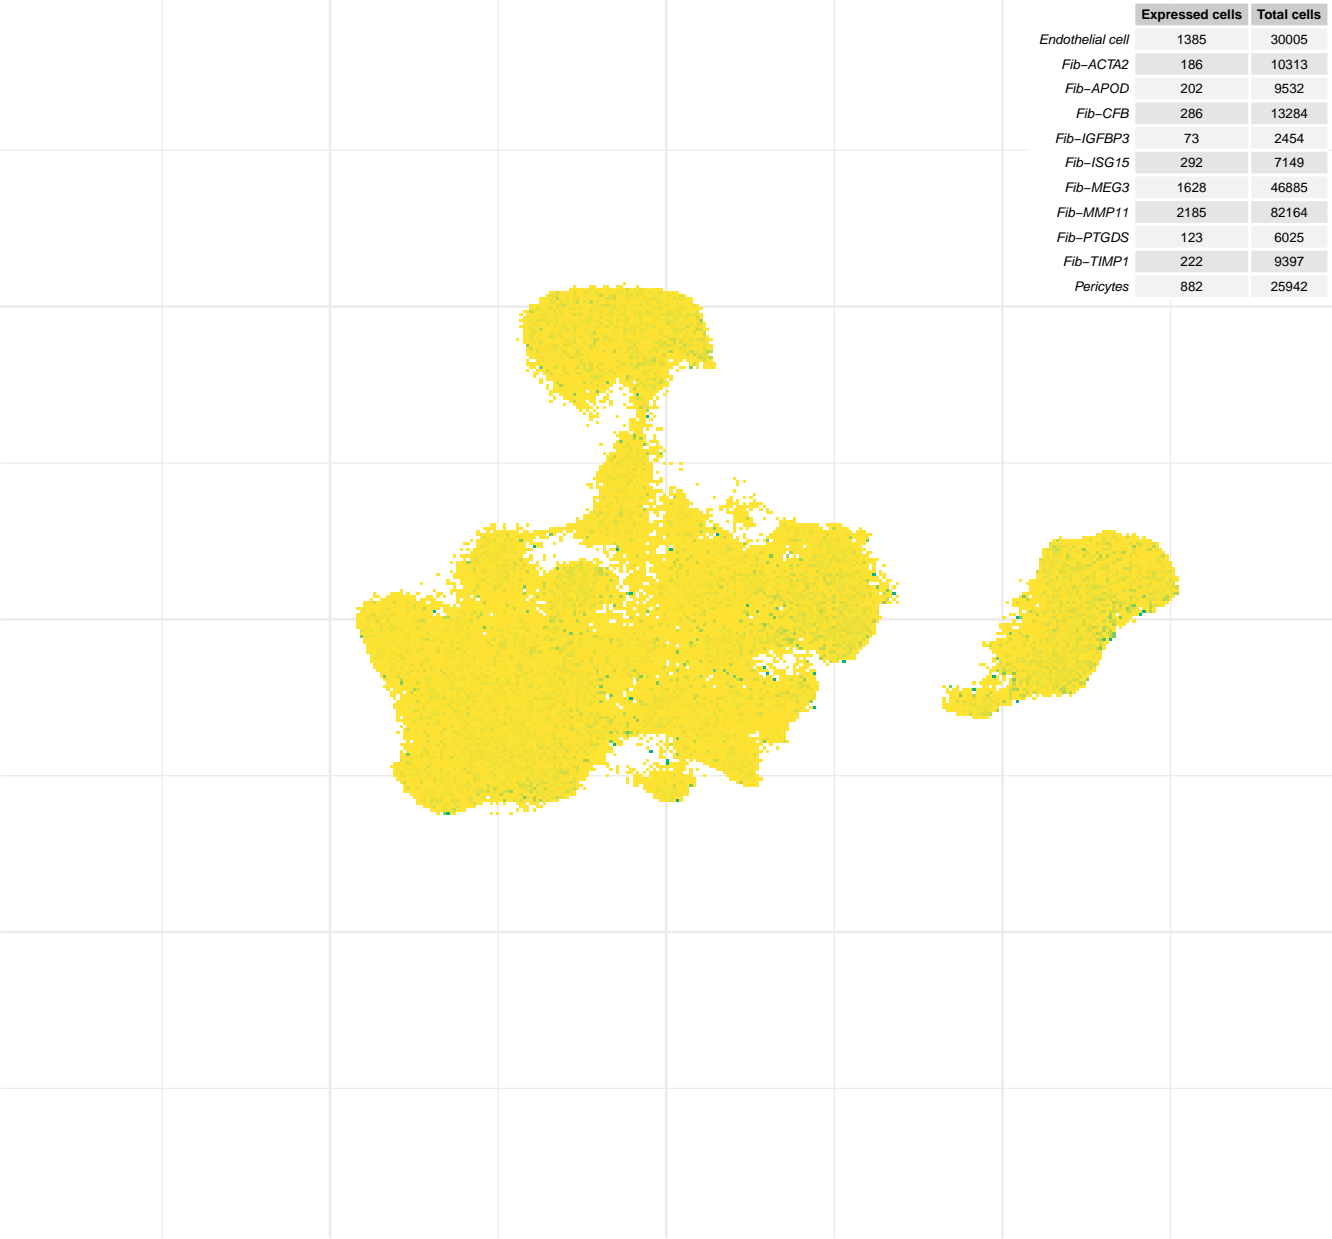 Expressed cells Total cells
Endothelial cell 1385 30005
Fib−ACTA2 186 10313
Fib−APOD 202 9532
Fib−CFB 286 13284
Fib−IGFBP3 73 2454
Fib−ISG15 292 7149
Fib−MEG3 1628 46885
Fib−MMP11 2185 82164
Fib−PTGDS 123 6025
Fib−TIMP1 222 9397
Pericytes 882 25942